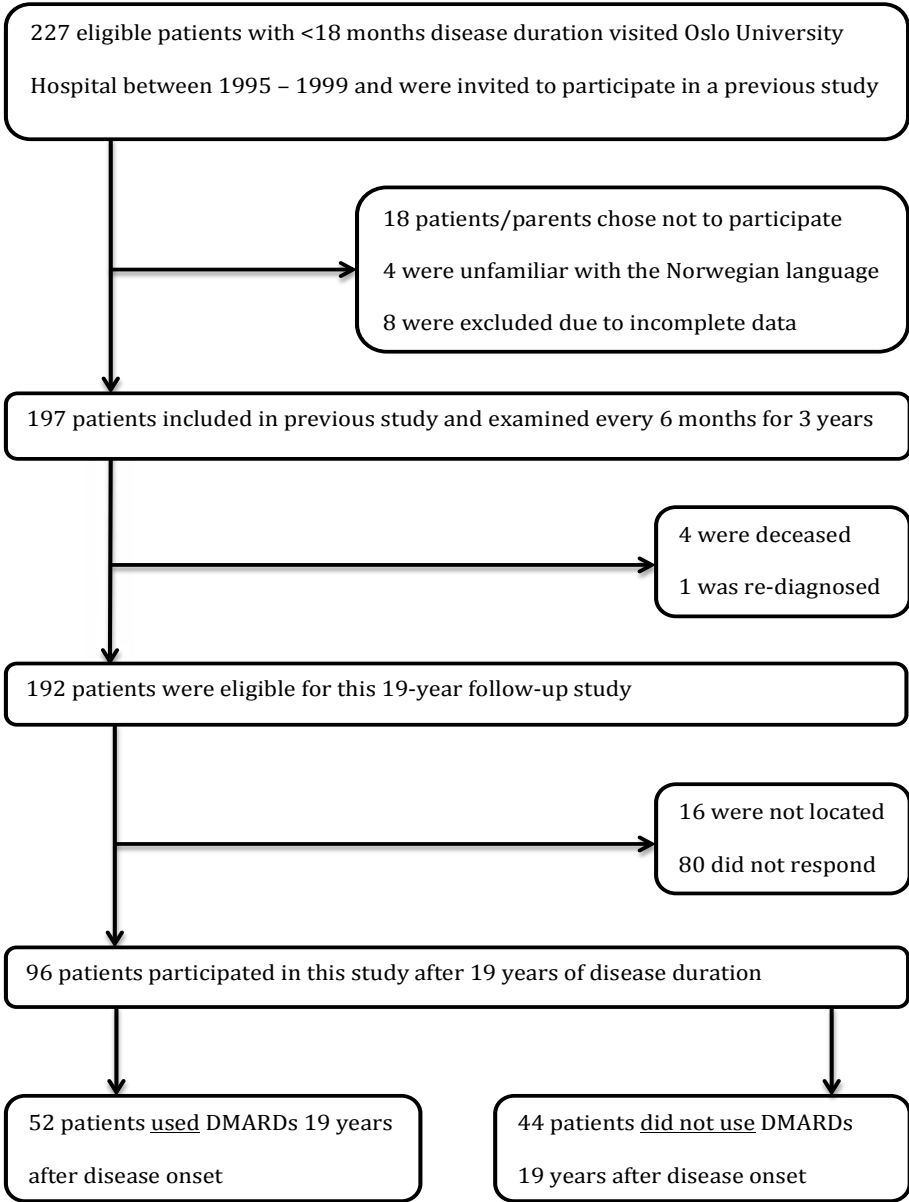 227 eligible patients with <18 months disease duration visited Oslo University
Hospital between 1995 – 1999 and were invited to participate in a previous study
18 patients/parents chose not to participate
4 were unfamiliar with the Norwegian language
8 were excluded due to incomplete data
197 patients included in previous study and examined every 6 months for 3 years
4 were deceased
1 was re-diagnosed
192 patients were eligible for this 19-year follow-up study
16 were not located
80 did not respond
96 patients participated in this study after 19 years of disease duration
52 patients used DMARDs 19 years
after disease onset
44 patients did not use DMARDs
19 years after disease onset